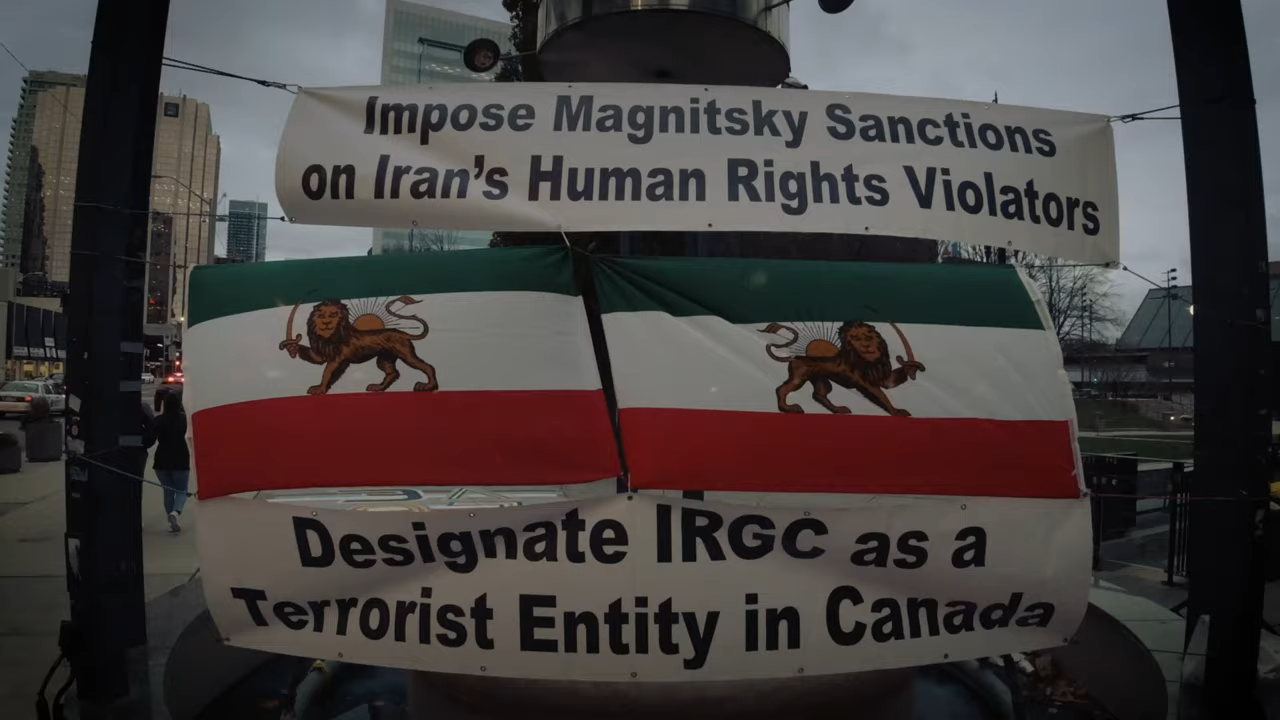 Impose Magnitsky Sanctions
on Iran's Human Rights Violators
Designate IRGC as a
Terrorist Entity in Canada